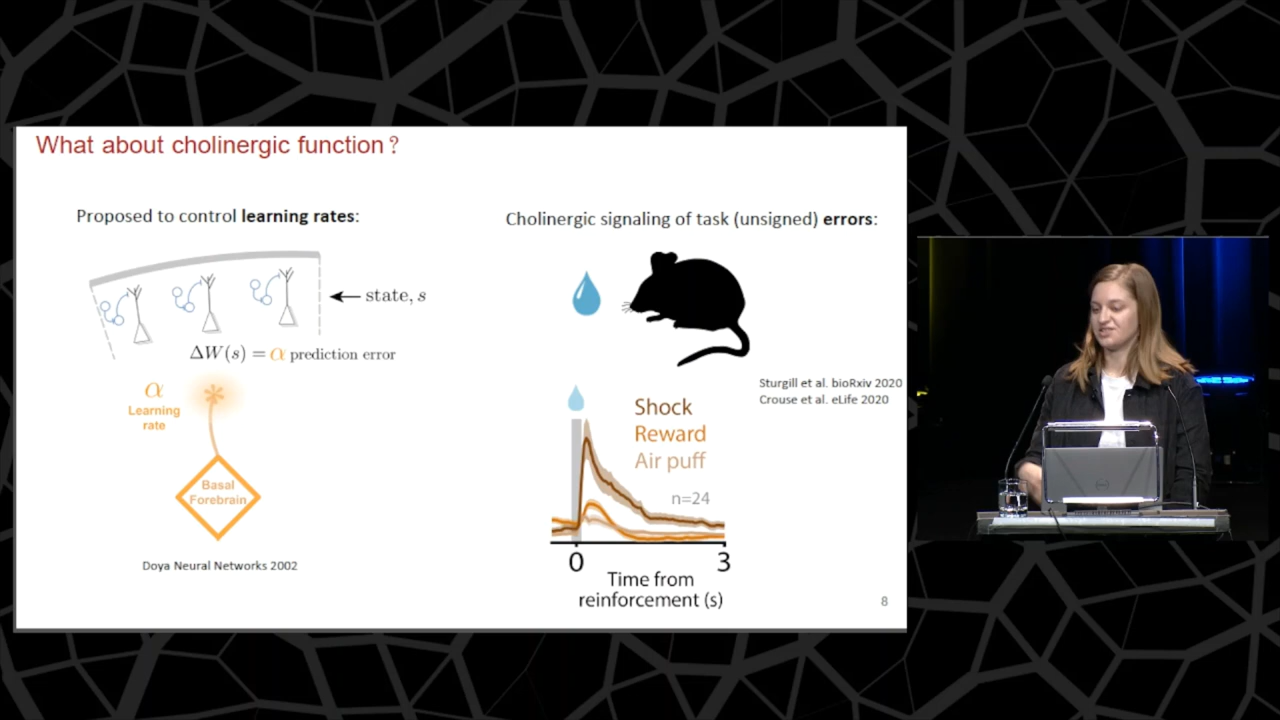 What about cholinergic function?
Proposed to control learning rates:
state, s
ΔW(s) = α prediction error
α
Learning
rate
Basal
Forebrain
Doya Neural Networks 2002
Cholinergic signaling of task (unsigned) errors:
Sturgill et al. bioRxiv 2020
Crouse et al. eLife 2020
Shock
Reward
Air puff
n=24
0 3
Time from
reinforcement (s)
8